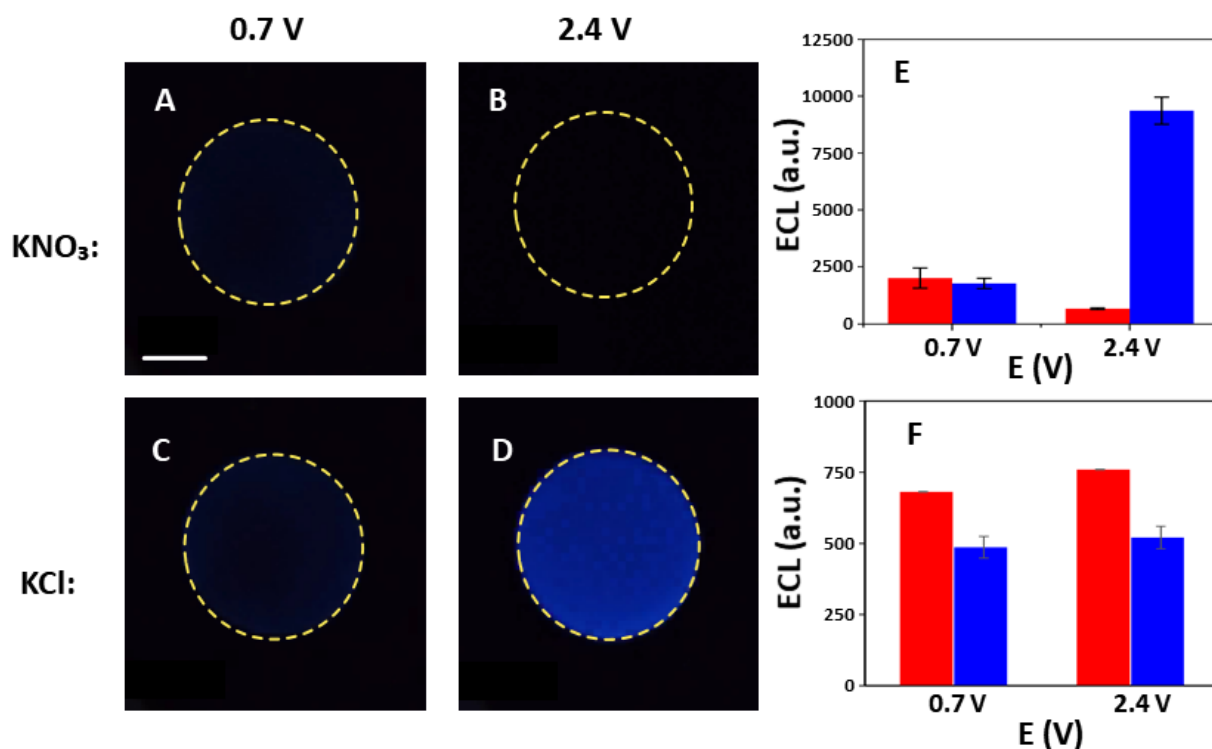 0.7 V 2.4 V
A
B
KNO₃:
C
D
KCl:
E
12500
10000
7500
5000
2500
0
ECL (a.u.)
0.7 V 2.4 V
E (V)
F
1000
750
500
250
0
ECL (a.u.)
0.7 V 2.4 V
E (V)